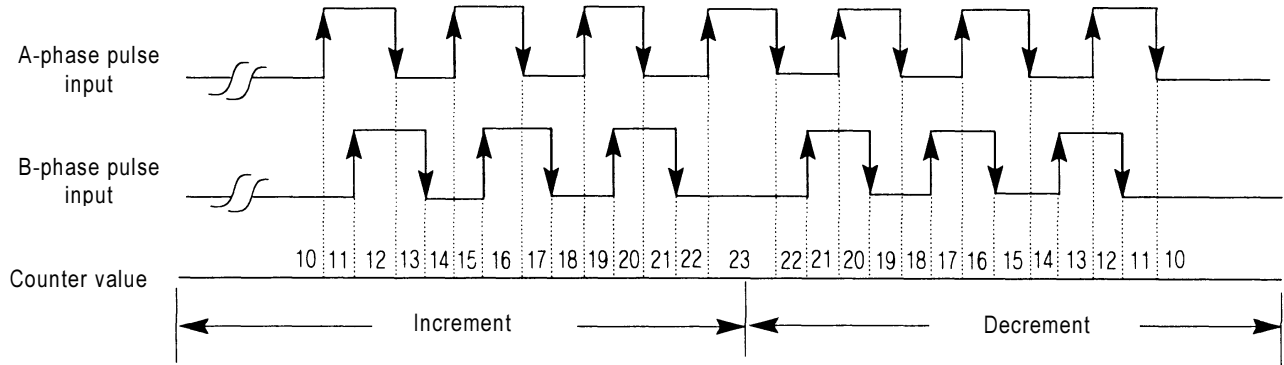 A-phase pulse
input
B-phase pulse
input
10 11 12 13 14 15 16 17 18 19 20 21 22 23 22 21 20 19 18 17 16 15 14 13 12 11 10
Counter value
Increment Decrement